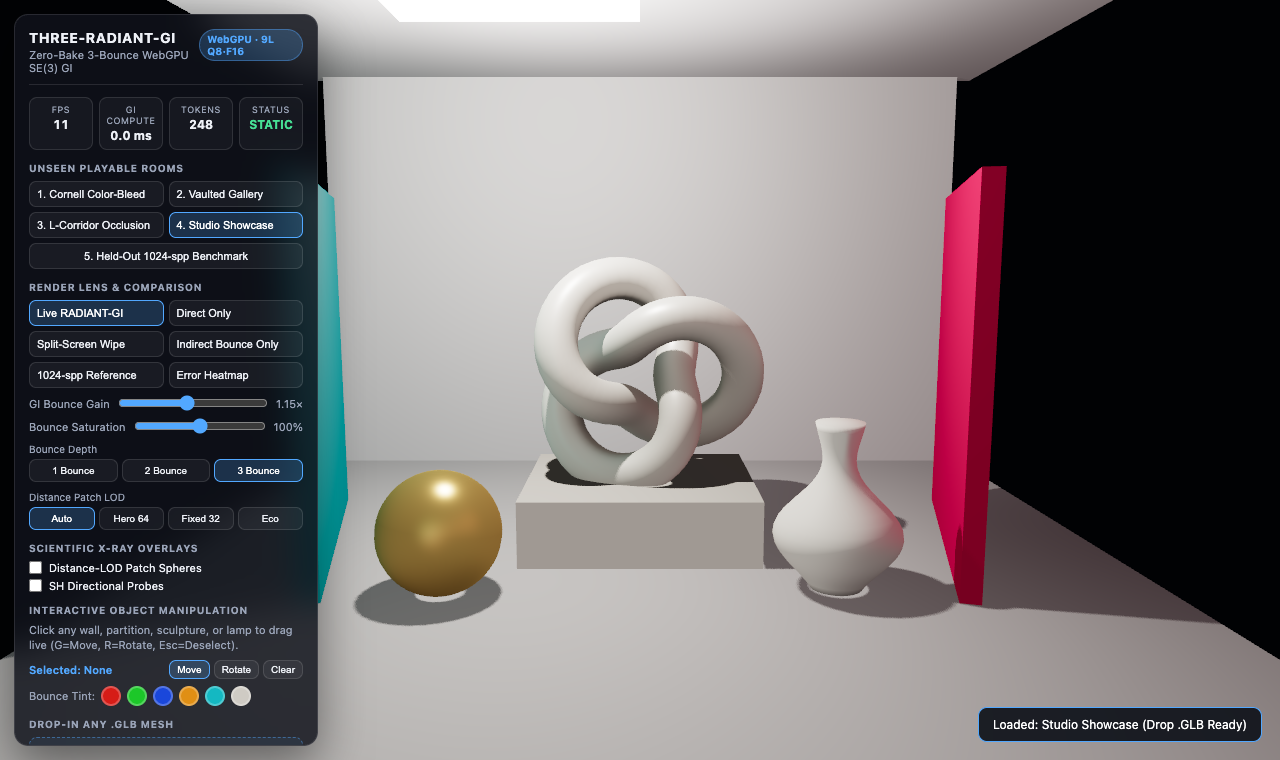 THREE-RADIANT-GI
Zero-Bake 3-Bounce WebGPU
SE(3) GI
WebGPU · 9L
Q8·F16
FPS
11
GI
COMPUTE
0.0 ms
TOKENS
248
STATUS
STATIC
UNSEEN PLAYABLE ROOMS
1. Cornell Color-Bleed
2. Vaulted Gallery
3. L-Corridor Occlusion
4. Studio Showcase
5. Held-Out 1024-spp Benchmark
RENDER LENS & COMPARISON
Live RADIANT-GI
Direct Only
Split-Screen Wipe
Indirect Bounce Only
1024-spp Reference
Error Heatmap
GI Bounce Gain 1.15×
Bounce Saturation 100%
Bounce Depth
1 Bounce
2 Bounce
3 Bounce
Distance Patch LOD
Auto
Hero 64
Fixed 32
Eco
SCIENTIFIC X-RAY OVERLAYS
Distance-LOD Patch Spheres
SH Directional Probes
INTERACTIVE OBJECT MANIPULATION
Click any wall, partition, sculpture, or lamp to drag
live (G=Move, R=Rotate, Esc=Deselect).
Selected: None
Move
Rotate
Clear
Bounce Tint:
DROP-IN ANY .GLB MESH
Loaded: Studio Showcase (Drop .GLB Ready)